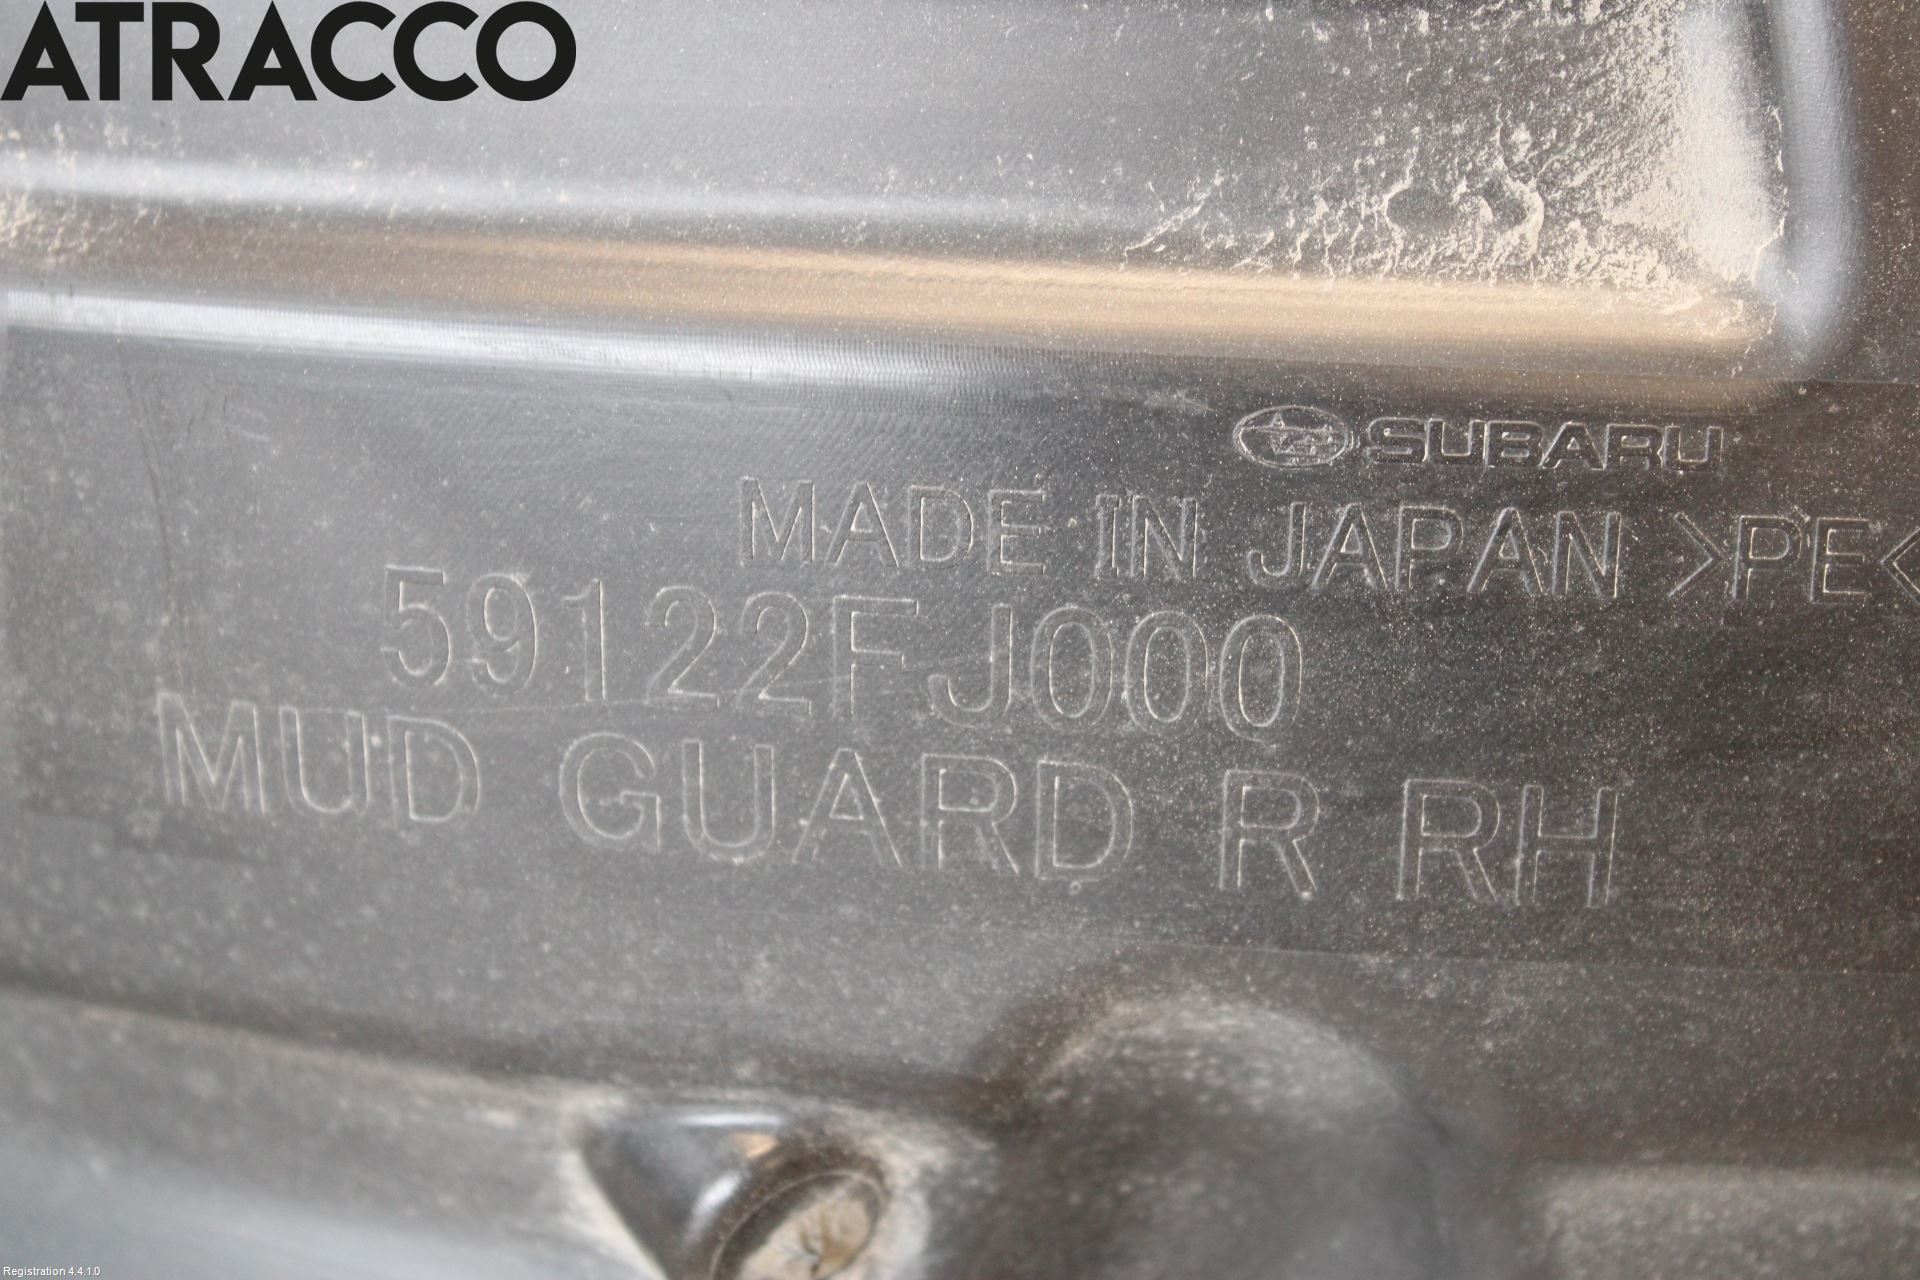 ATRACCO
SUBARU
MADE IN JAPAN >PE<
59122FJ000
MUD GUARD R RH
Registration 4.4.1.0